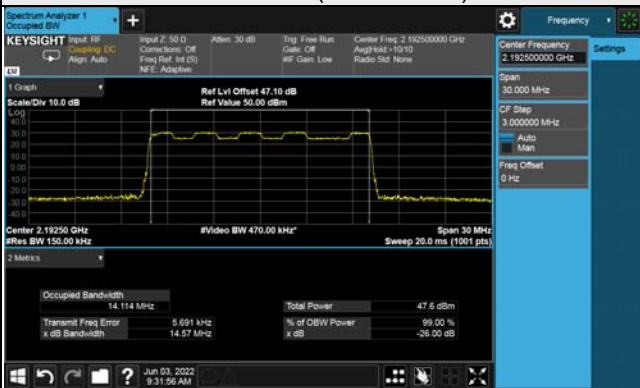 Spectrum Analyzer 1
Occupied BW
+
Frequency
KEYSIGHT
Input: RF
Coupling: DC
Align: Auto
Input Z: 50 Ω
Corrections: Off
Freq Ref: Int (S)
NFE: Adaptive
Atten: 30 dB
Trig: Free Run
Gate: Off
#IF Gain: Low
Center Freq: 2.192500000 GHz
Avg|Hold:>10/10
Radio Std: None
Center Frequency
2.192500000 GHz
Settings
Span
30.000 MHz
CF Step
3.000000 MHz
Auto
Man
Freq Offset
0 Hz
1 Graph
Scale/Div 10.0 dB
Ref Lvl Offset 47.10 dB
Ref Value 50.00 dBm
Log
40.0
30.0
20.0
10.0
0.00
-10.0
-20.0
-30.0
-40.0
Center 2.19250 GHz
#Video BW 470.00 kHz*
Span 30 MHz
#Res BW 150.00 kHz
Sweep 20.0 ms (1001 pts)
2 Metrics
Occupied Bandwidth
14.114 MHz
Total Power
47.6 dBm
Transmit Freq Error
5.691 kHz
% of OBW Power
99.00 %
x dB Bandwidth
14.57 MHz
x dB
-26.00 dB
?
Jun 03, 2022
9:31:56 AM